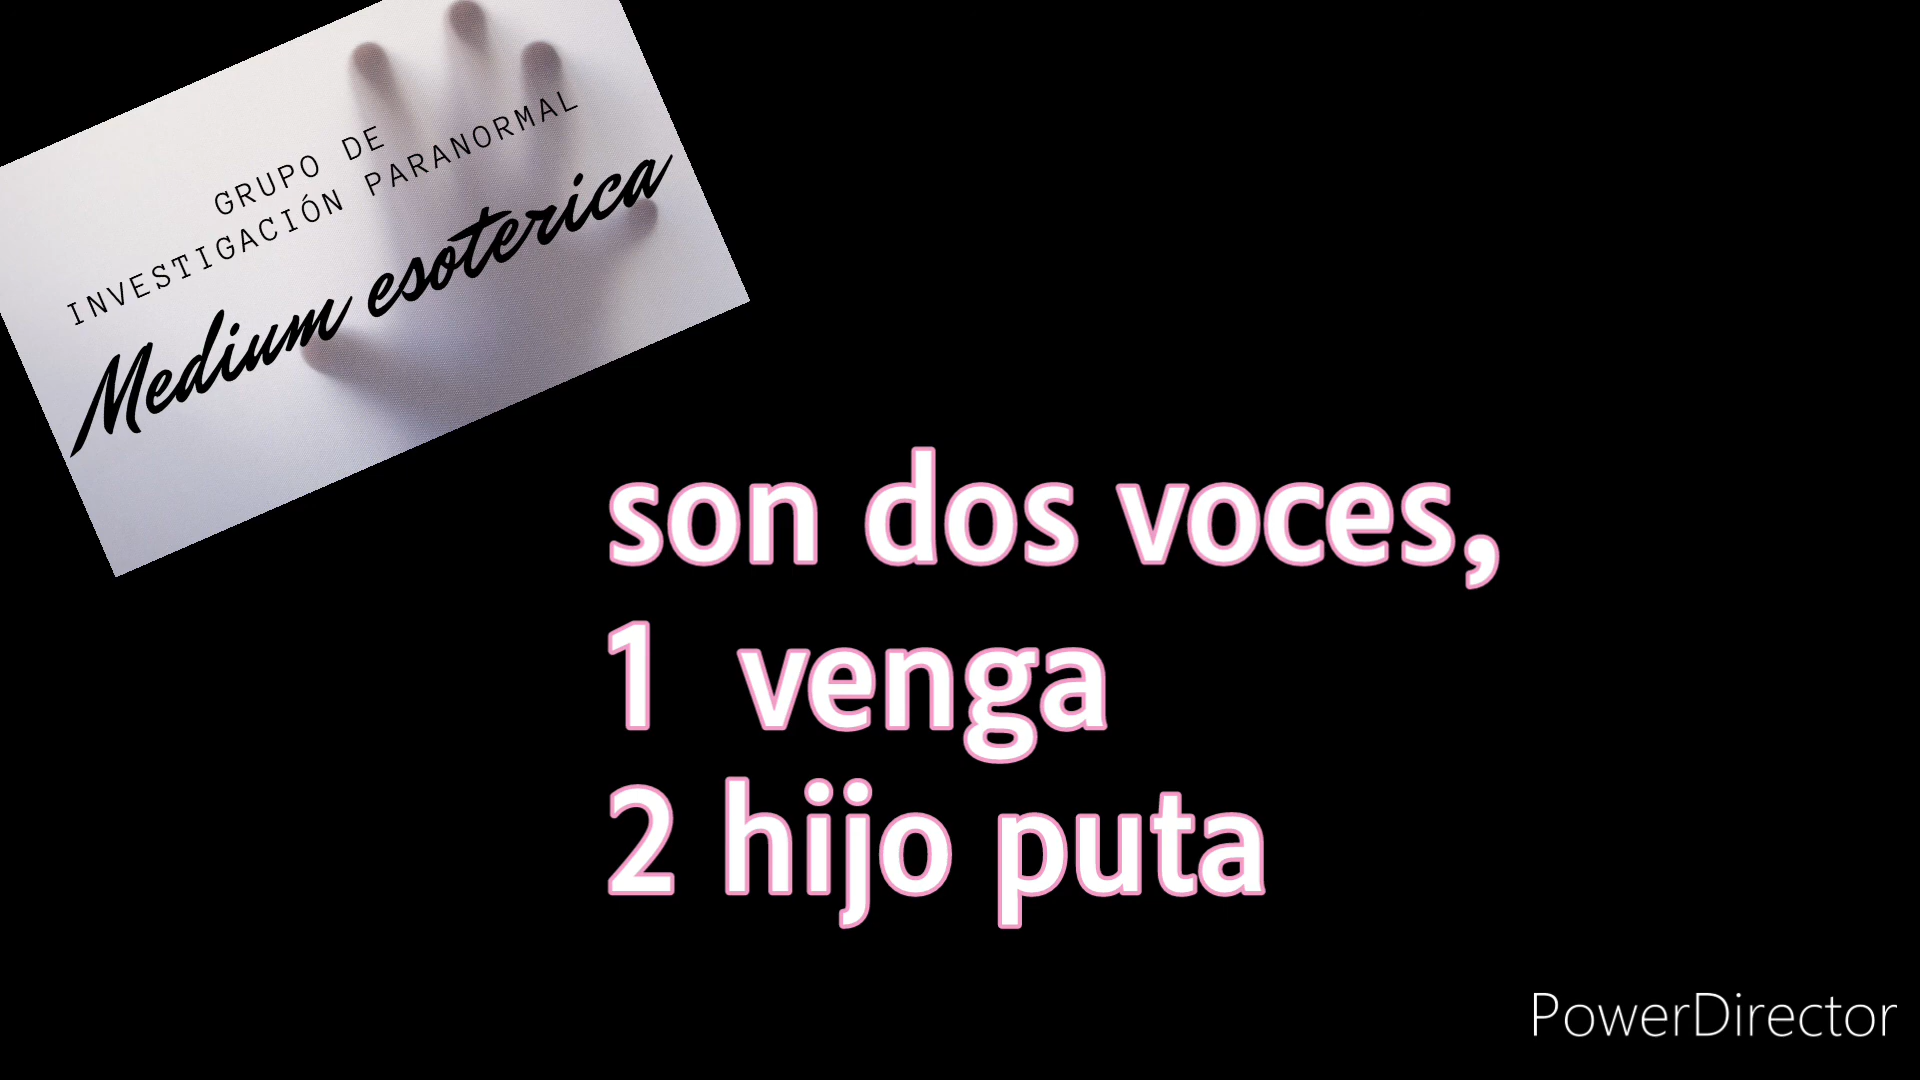 GRUPO DE
INVESTIGACIÓN PARANORMAL
Medium esoterica
son dos voces,
1 venga
2 hijo puta
PowerDirector